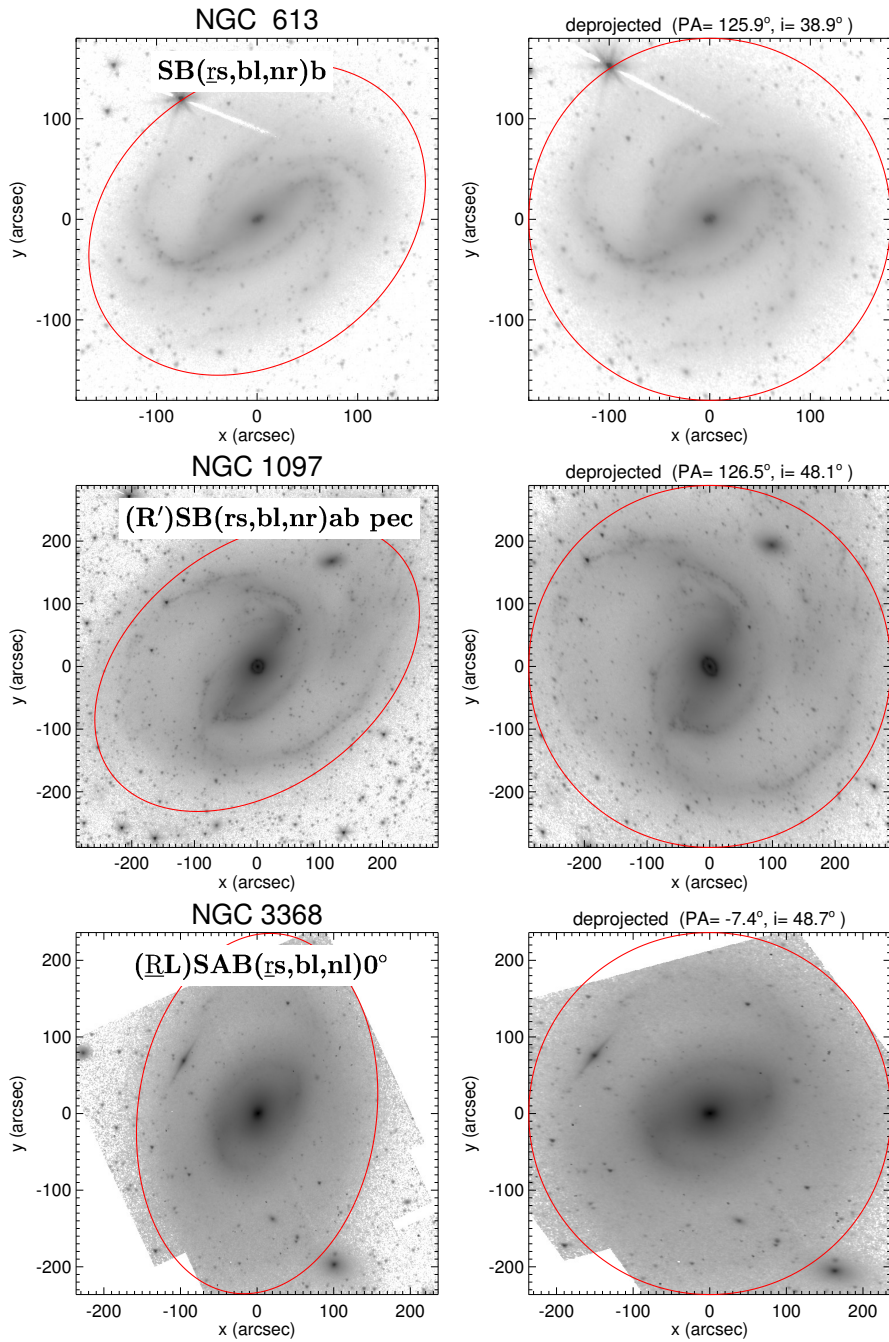 NGC 613
deprojected (PA= 125.9°, i= 38.9°)
SB(r̲s,bl,nr)b
y (arcsec)
100
0
-100
-100
0
100
x (arcsec)
y (arcsec)
100
0
-100
-100
0
100
x (arcsec)
NGC 1097
deprojected (PA= 126.5°, i= 48.1°)
(R′)SB(rs,bl,nr)ab pec
y (arcsec)
200
100
0
-100
-200
-200
-100
0
100
200
x (arcsec)
y (arcsec)
200
100
0
-100
-200
-200
-100
0
100
200
x (arcsec)
NGC 3368
deprojected (PA= -7.4°, i= 48.7°)
(R̲L)SAB(r̲s,bl,nl)0°
y (arcsec)
200
100
0
-100
-200
-200
-100
0
100
200
x (arcsec)
y (arcsec)
200
100
0
-100
-200
-200
-100
0
100
200
x (arcsec)